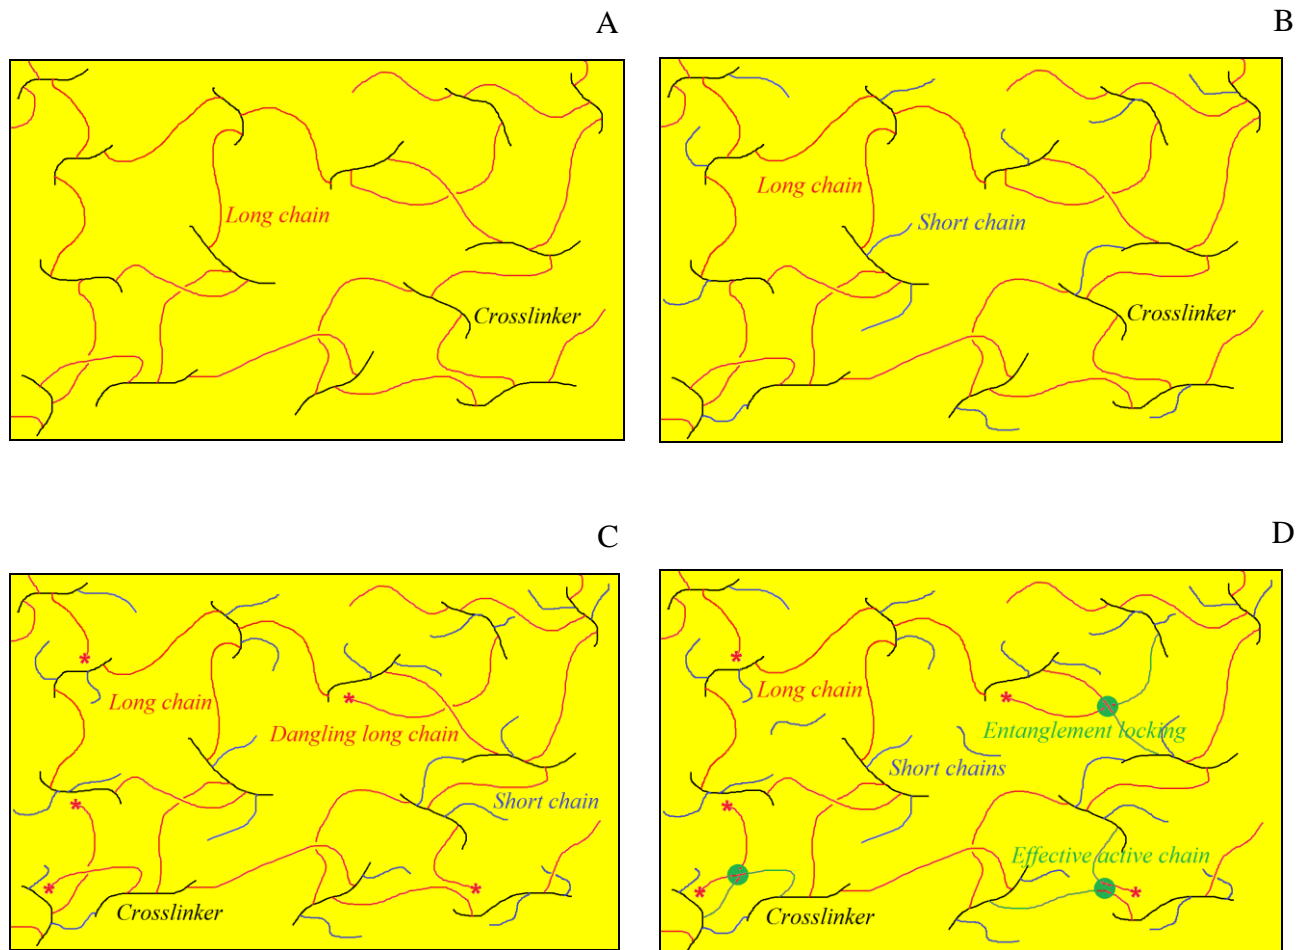 A
B
Long chain
Crosslinker
Long chain
Short chain
Crosslinker
C
D
Long chain
Dangling long chain
Short chain
Crosslinker
*
*
*
*
Long chain
Entanglement locking
Short chains
Effective active chain
Crosslinker
*
*
*
*